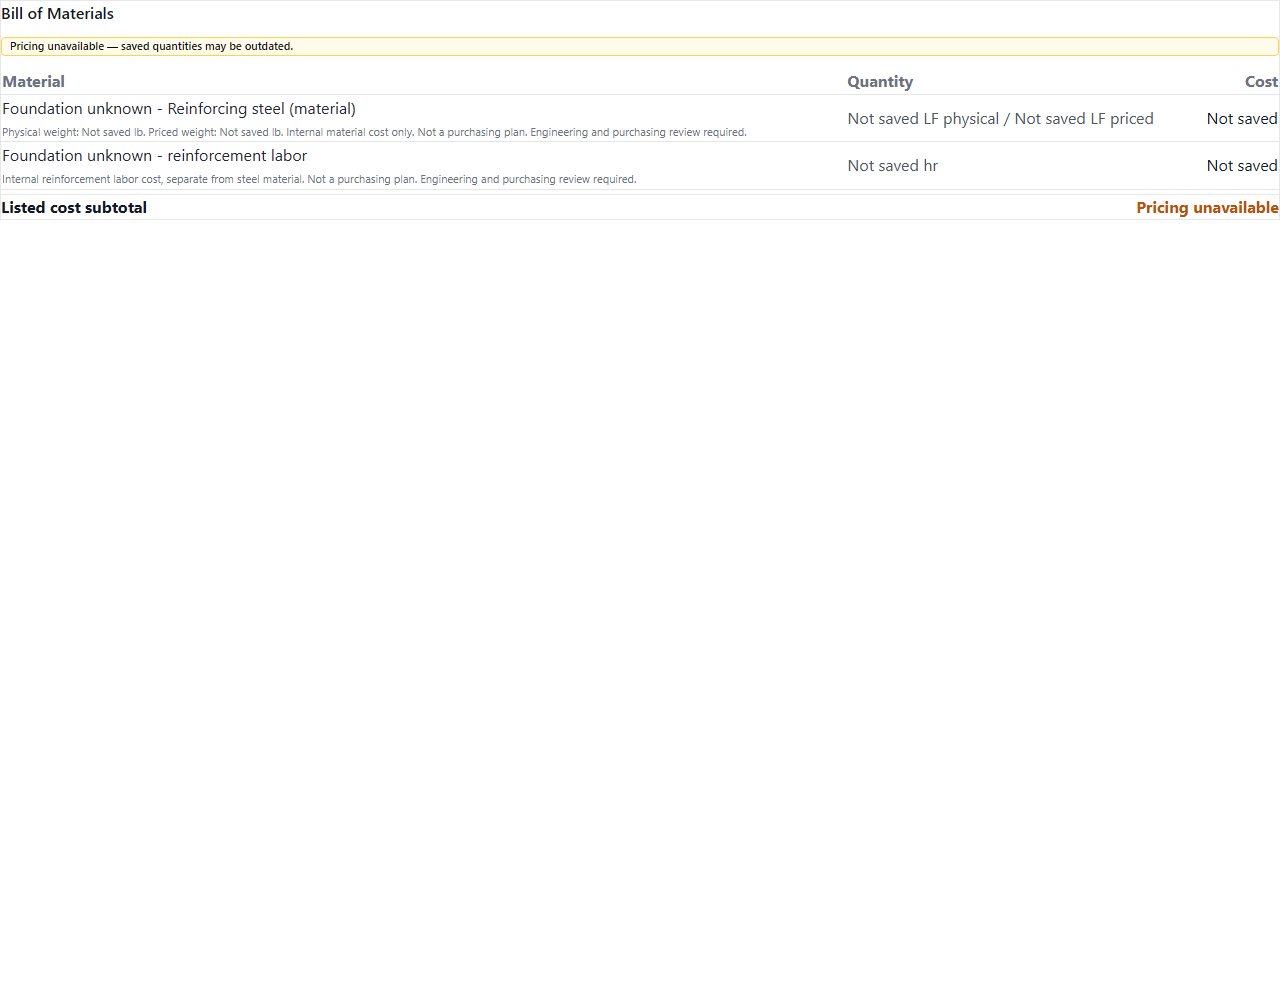 Bill of Materials
Pricing unavailable — saved quantities may be outdated.
Material Quantity Cost
Foundation unknown - Reinforcing steel (material)
Physical weight: Not saved lb. Priced weight: Not saved lb. Internal material cost only. Not a purchasing plan. Engineering and purchasing review required.
Not saved LF physical / Not saved LF priced Not saved
Foundation unknown - reinforcement labor
Internal reinforcement labor cost, separate from steel material. Not a purchasing plan. Engineering and purchasing review required.
Not saved hr Not saved
Listed cost subtotal Pricing unavailable